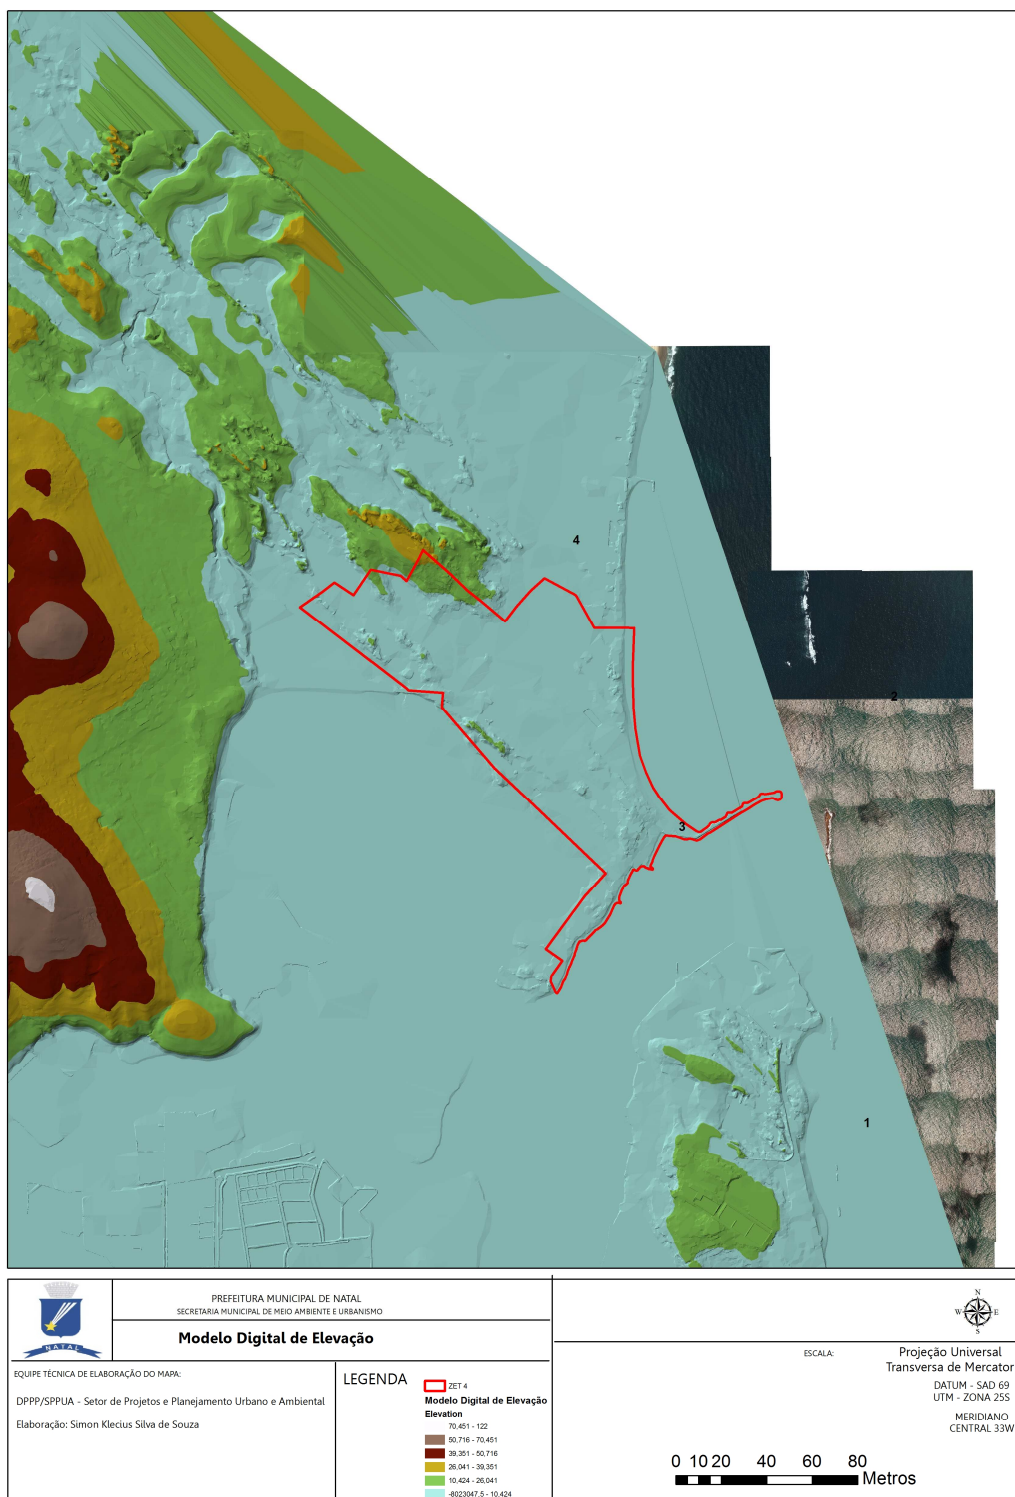 4
2
3
1
NATAL
PREFEITURA MUNICIPAL DE NATAL
SECRETARIA MUNICIPAL DE MEIO AMBIENTE E URBANISMO
Modelo Digital de Elevação
EQUIPE TÉCNICA DE ELABORAÇÃO DO MAPA:
DPPP/SPPUA - Setor de Projetos e Planejamento Urbano e Ambiental
Elaboração: Simon Klecius Silva de Souza
LEGENDA
ZET 4
Modelo Digital de Elevação
Elevation
70,451 - 122
50,716 - 70,451
39,351 - 50,716
26,041 - 39,351
10,424 - 26,041
-8023047,5 - 10,424
N
W E
S
ESCALA:
Projeção Universal
Transversa de Mercator
DATUM - SAD 69
UTM - ZONA 25S
MERIDIANO
CENTRAL 33W
0 10 20 40 60 80
Metros